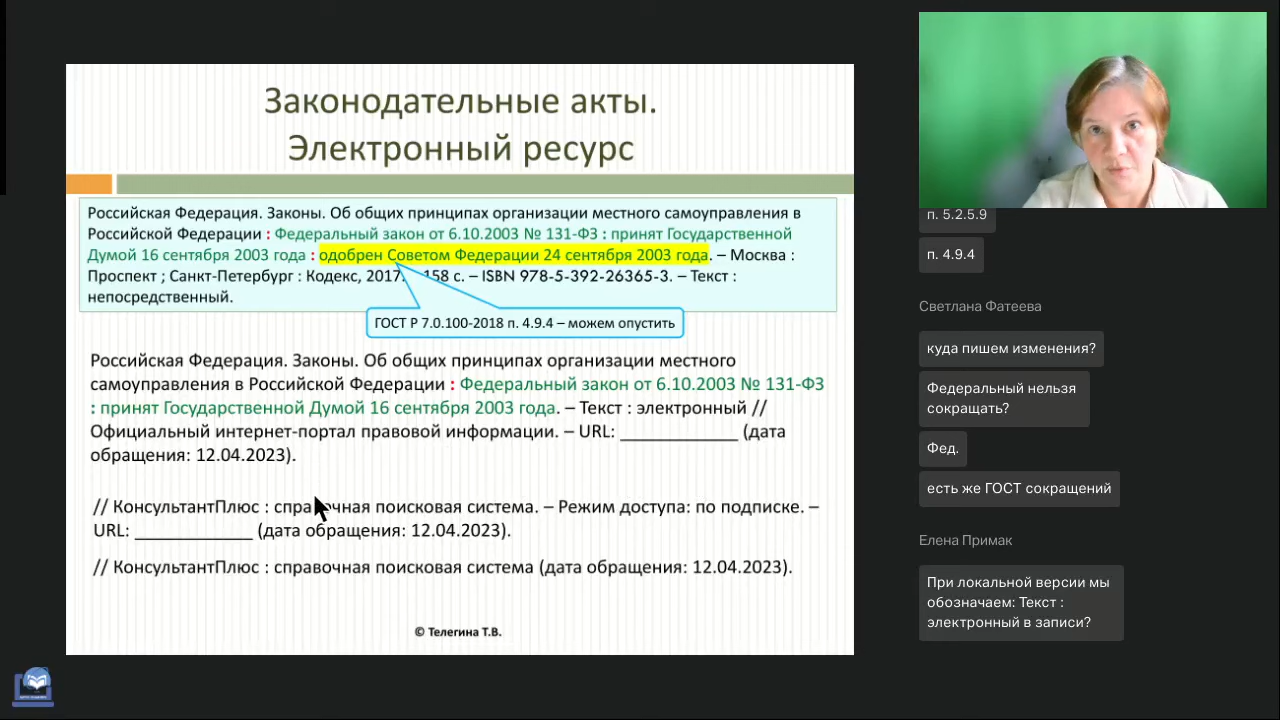 Законодательные акты.
Электронный ресурс
Российская Федерация. Законы. Об общих принципах организации местного самоуправления в
Российской Федерации : Федеральный закон от 6.10.2003 № 131-ФЗ : принят Государственной
Думой 16 сентября 2003 года : одобрен Советом Федерации 24 сентября 2003 года. – Москва :
Проспект ; Санкт-Петербург : Кодекс, 2017. 158 с. – ISBN 978-5-392-26365-3. – Текст :
непосредственный.
ГОСТ Р 7.0.100-2018 п. 4.9.4 – можем опустить
Российская Федерация. Законы. Об общих принципах организации местного
самоуправления в Российской Федерации : Федеральный закон от 6.10.2003 № 131-ФЗ
: принят Государственной Думой 16 сентября 2003 года. – Текст : электронный //
Официальный интернет-портал правовой информации. – URL: ____________ (дата
обращения: 12.04.2023).
// КонсультантПлюс : справочная поисковая система. – Режим доступа: по подписке. –
URL: ____________ (дата обращения: 12.04.2023).
// КонсультантПлюс : справочная поисковая система (дата обращения: 12.04.2023).
© Телегина Т.В.
п. 5.2.5.9
п. 4.9.4
Светлана Фатеева
куда пишем изменения?
Федеральный нельзя
сокращать?
Фед.
есть же ГОСТ сокращений
Елена Примак
При локальной версии мы
обозначаем: Текст :
электронный в записи?